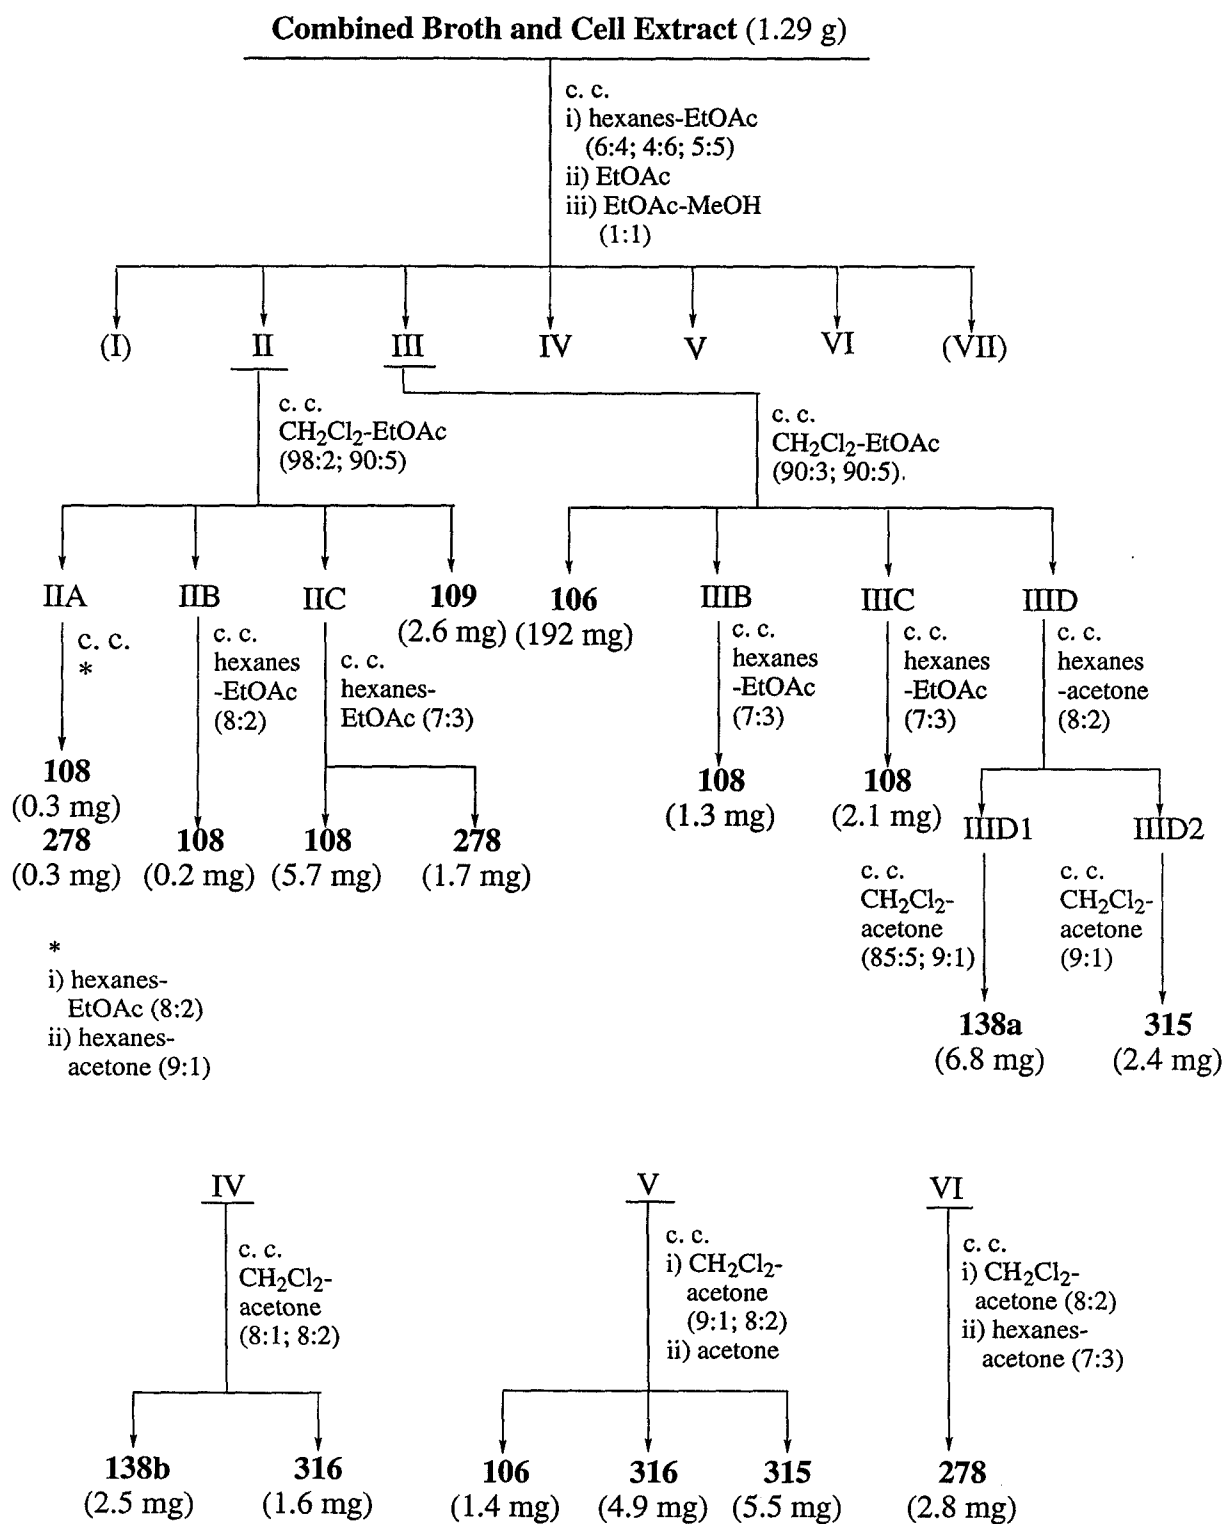 Combined Broth and Cell Extract (1.29 g)
c. c.
i) hexanes-EtOAc
(6:4; 4:6; 5:5)
ii) EtOAc
iii) EtOAc-MeOH
(1:1)
(I)
II
III
IV
V
VI
(VII)
c. c.
CH₂Cl₂-EtOAc
(98:2; 90:5)
c. c.
CH₂Cl₂-EtOAc
(90:3; 90:5).
IIA
IIB
IIC
109
(2.6 mg)
106
(192 mg)
IIIB
IIIC
IIID
c. c.
*
108
(0.3 mg)
278
(0.3 mg)
c. c.
hexanes
-EtOAc
(8:2)
108
(0.2 mg)
c. c.
hexanes-
EtOAc (7:3)
108
(5.7 mg)
278
(1.7 mg)
c. c.
hexanes
-EtOAc
(7:3)
108
(1.3 mg)
c. c.
hexanes
-EtOAc
(7:3)
108
(2.1 mg)
c. c.
hexanes
-acetone
(8:2)
IIID1
IIID2
c. c.
CH₂Cl₂-
acetone
(85:5; 9:1)
138a
(6.8 mg)
c. c.
CH₂Cl₂-
acetone
(9:1)
315
(2.4 mg)
*
i) hexanes-
EtOAc (8:2)
ii) hexanes-
acetone (9:1)
IV
c. c.
CH₂Cl₂-
acetone
(8:1; 8:2)
138b
(2.5 mg)
316
(1.6 mg)
V
c. c.
i) CH₂Cl₂-
acetone
(9:1; 8:2)
ii) acetone
106
(1.4 mg)
316
(4.9 mg)
315
(5.5 mg)
VI
c. c.
i) CH₂Cl₂-
acetone (8:2)
ii) hexanes-
acetone (7:3)
278
(2.8 mg)